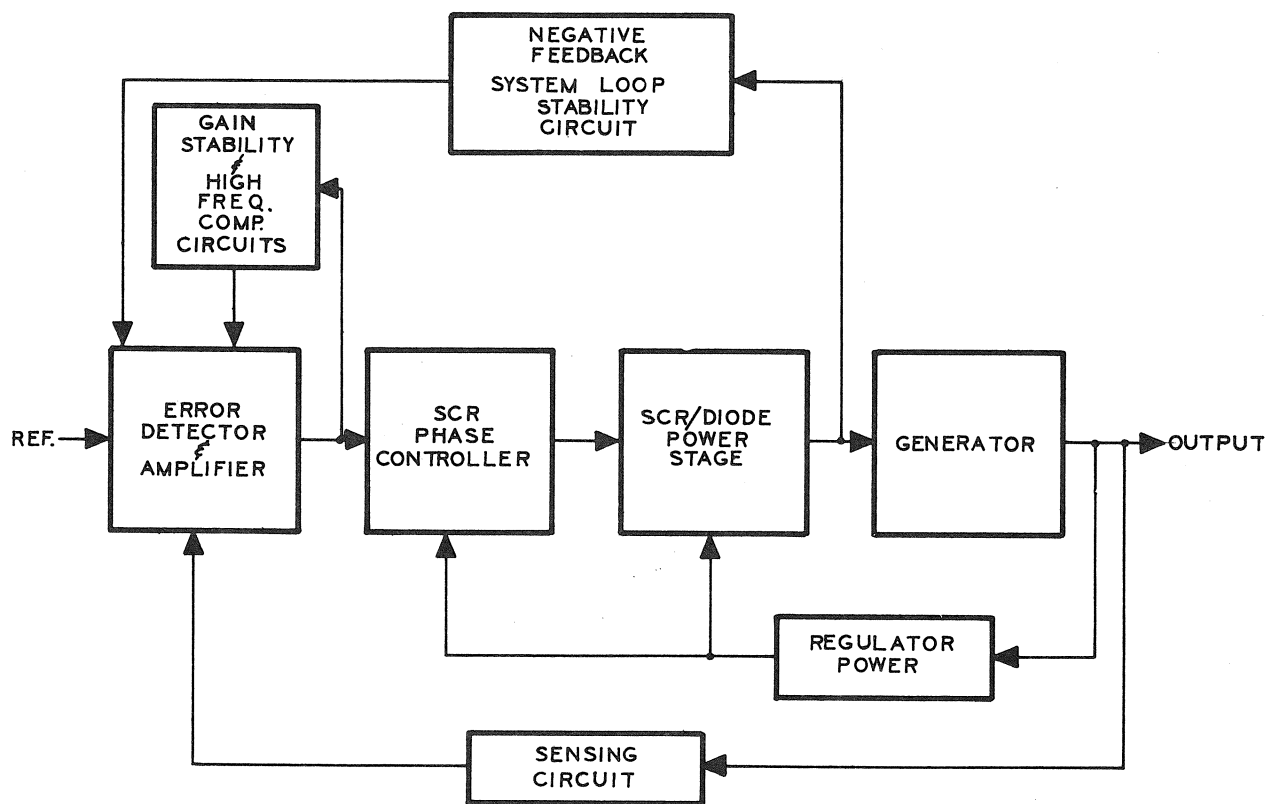 NEGATIVE
FEEDBACK
SYSTEM LOOP
STABILITY
CIRCUIT
GAIN
STABILITY
&
HIGH
FREQ.
COMP.
CIRCUITS
REF.
ERROR
DETECTOR
&
AMPLIFIER
SCR
PHASE
CONTROLLER
SCR/DIODE
POWER
STAGE
GENERATOR
OUTPUT
REGULATOR
POWER
SENSING
CIRCUIT